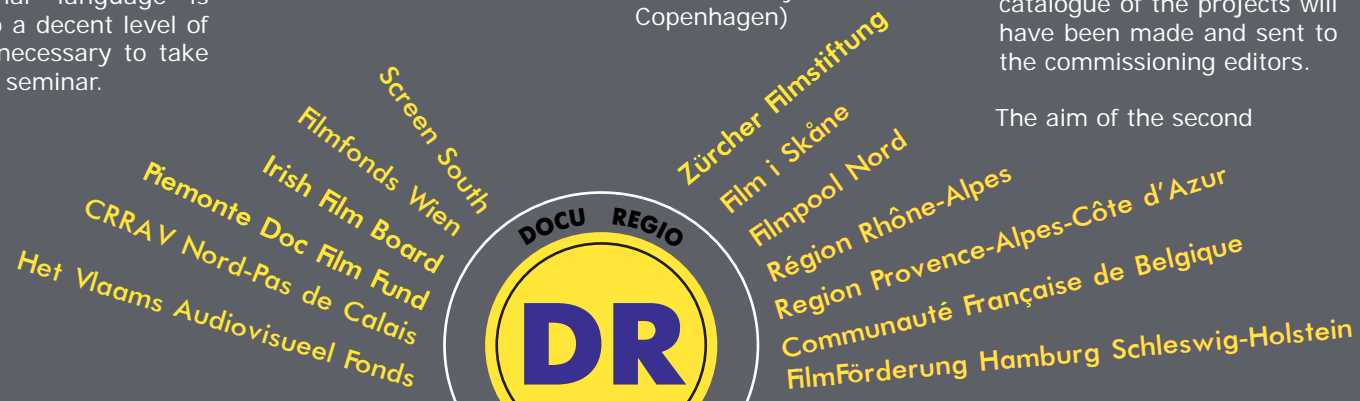 nal language is
o a decent level of
necessary to take
seminar.
Copenhagen)
catalogue of the projects will
have been made and sent to
the commissioning editors.
The aim of the second
Het Vlaams Audiovisueel Fonds
CRRAV Nord-Pas de Calais
Piemonte Doc Film Fund
Irish Film Board
Filmfonds Wien
Screen South
DOCU REGIO
DR
Zürcher Filmstiftung
Film i Skåne
Filmpool Nord
Région Rhône-Alpes
Region Provence-Alpes-Côte d'Azur
Communauté Française de Belgique
FilmFörderung Hamburg Schleswig-Holstein